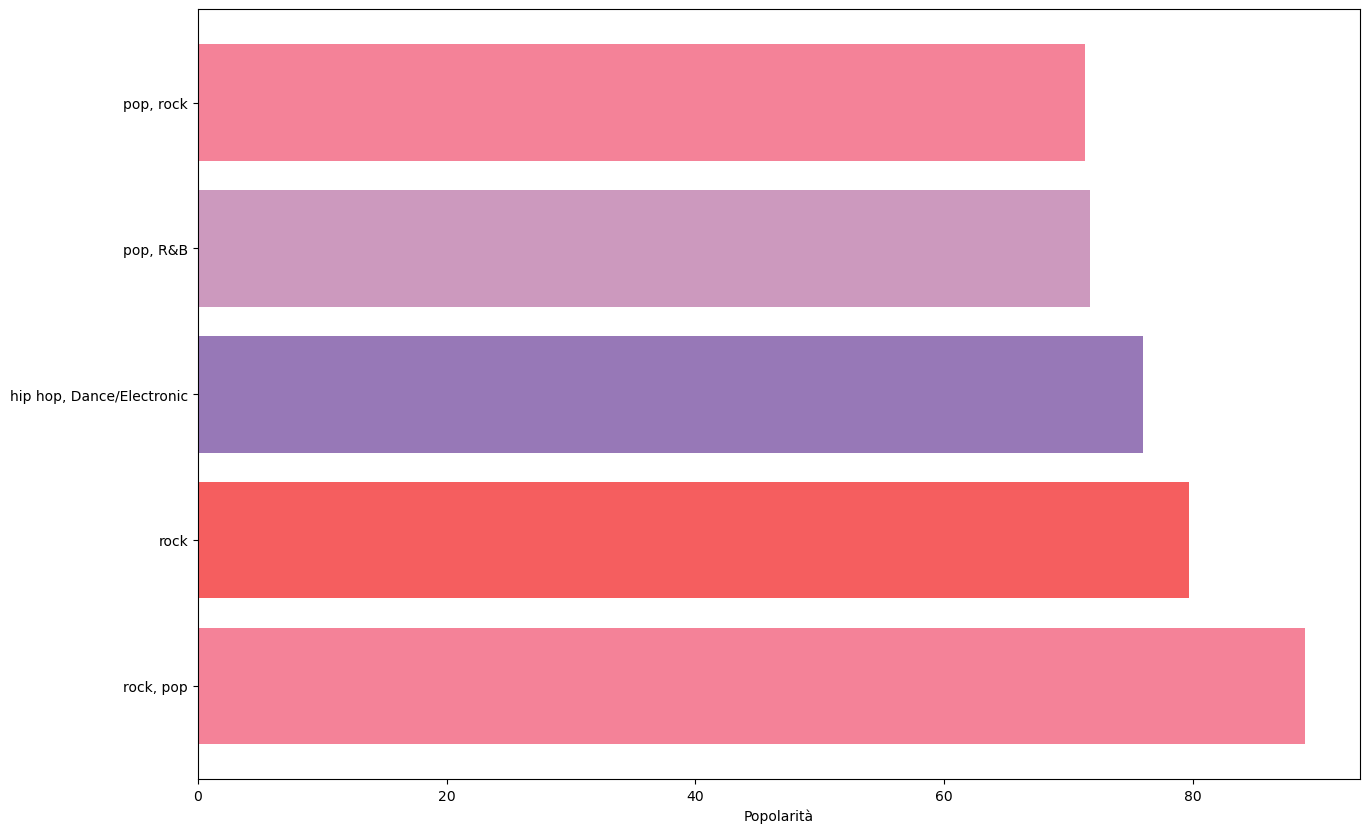 pop, rock
pop, R&B
hip hop, Dance/Electronic
rock
rock, pop
0 20 40 60 80
Popolarità